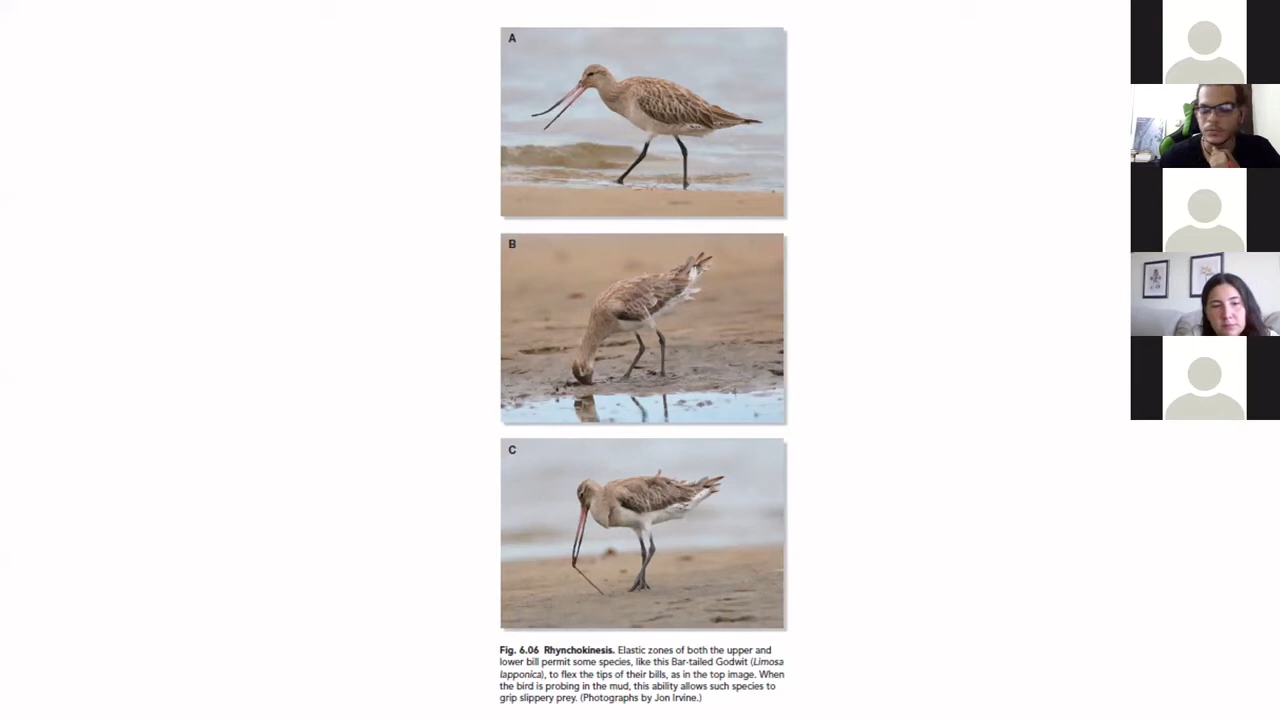 A
B
C
Fig. 6.06 Rhynchokinesis. Elastic zones of both the upper and
lower bill permit some species, like this Bar-tailed Godwit (Limosa
lapponica), to flex the tips of their bills, as in the top image. When
the bird is probing in the mud, this ability allows such species to
grip slippery prey. (Photographs by Jon Irvine.)